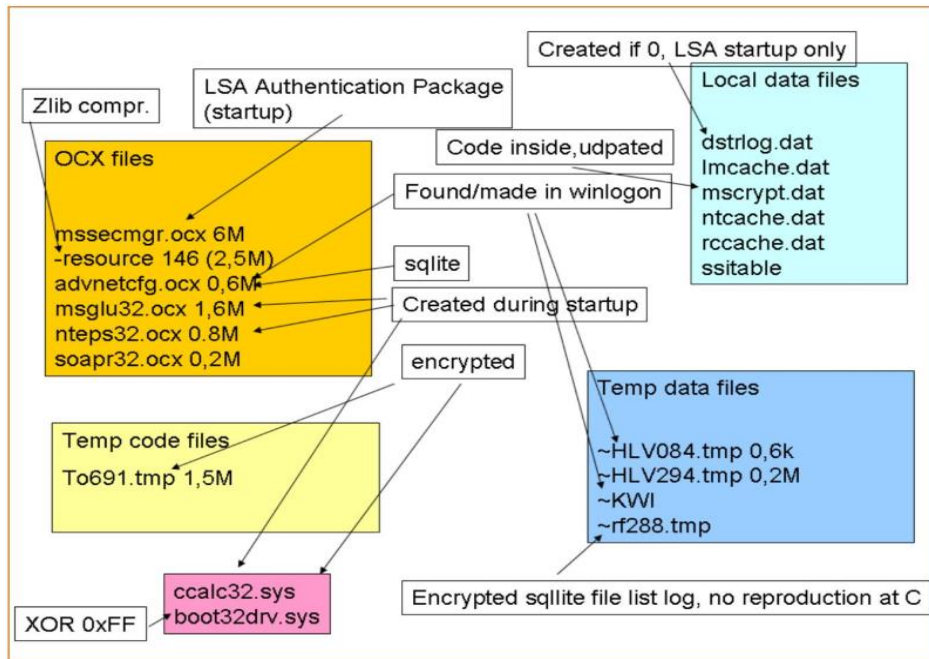 Created if 0, LSA startup only
LSA Authentication Package
(startup)
Zlib compr.
Local data files
dstrlog.dat
lmcache.dat
mscrypt.dat
ntcache.dat
rccache.dat
ssitable
Code inside,udpated
OCX files
mssecmgr.ocx 6M
-resource 146 (2,5M)
advnetcfg.ocx 0,6M
msglu32.ocx 1,6M
nteps32.ocx 0.8M
soapr32.ocx 0,2M
Found/made in winlogon
sqlite
Created during startup
encrypted
Temp code files
To691.tmp 1,5M
Temp data files
~HLV084.tmp 0,6k
~HLV294.tmp 0,2M
~KWI
~rf288.tmp
ccalc32.sys
boot32drv.sys
XOR 0xFF
Encrypted sqllite file list log, no reproduction at C